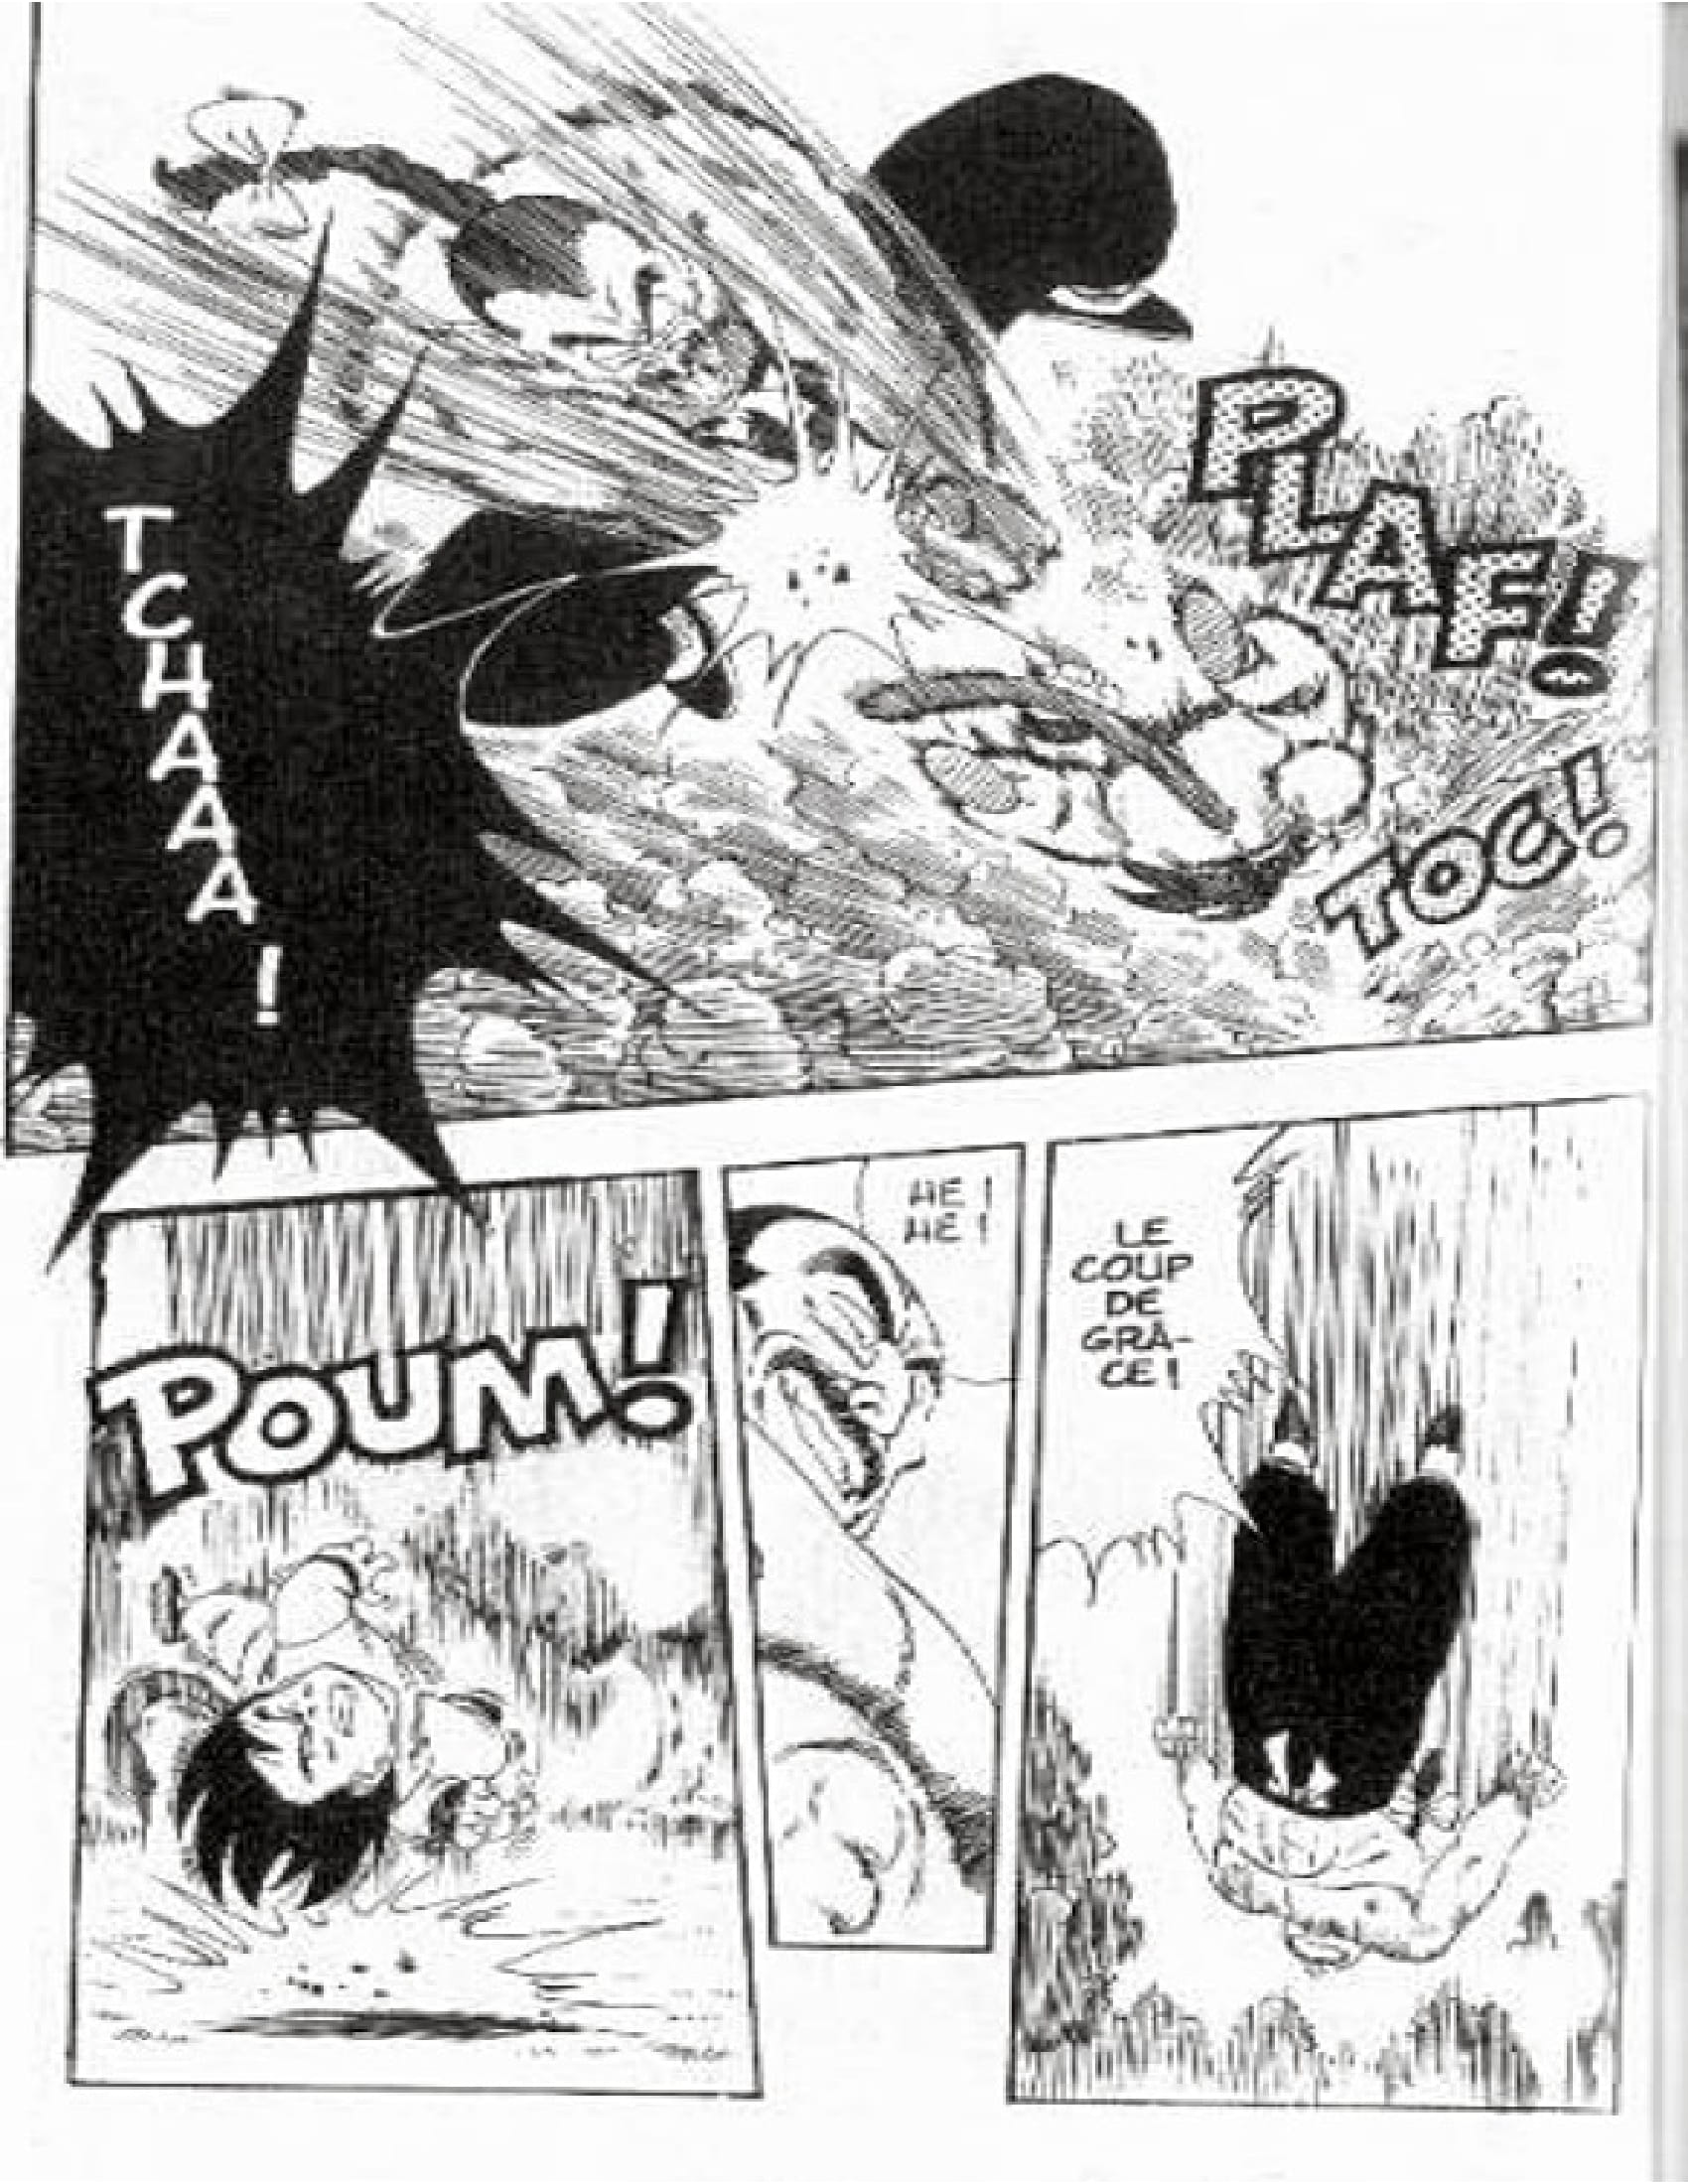 TCHAAA!
PLAF!
TOC!
POUM!
HE!
HE!
LE
COUP
DE
GRÂ-
CE!